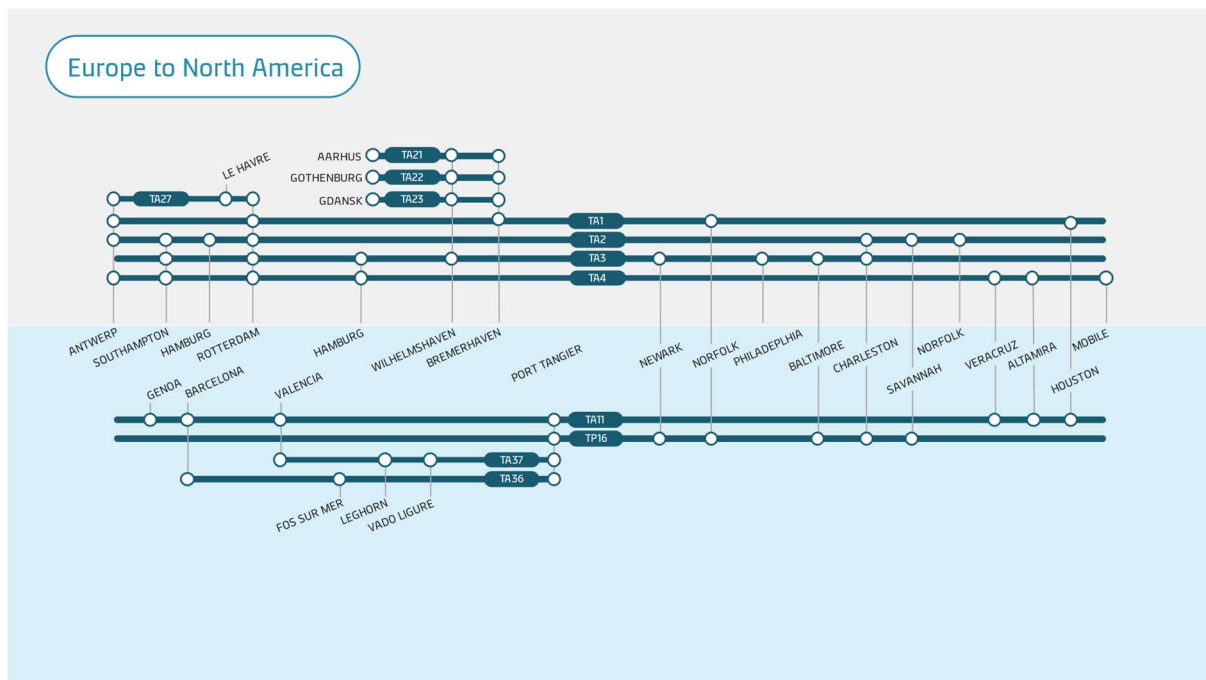 Europe to North America
LE HAVRE
AARHUS
TA21
GOTHENBURG
TA22
GDANSK
TA23
TA27
TA1
TA2
TA3
TA4
ANTWERP
SOUTHAMPTON
HAMBURG
ROTTERDAM
HAMBURG
WILHELMSHAVEN
BREMERHAVEN
PORT TANGIER
NEWARK
NORFOLK
PHILADEPLHIA
BALTIMORE
CHARLESTON
SAVANNAH
NORFOLK
VERACRUZ
ALTAMIRA
HOUSTON
MOBILE
GENOA
BARCELONA
VALENCIA
TA11
TP16
TA37
TA36
FOS SUR MER
LEGHORN
VADO LIGURE